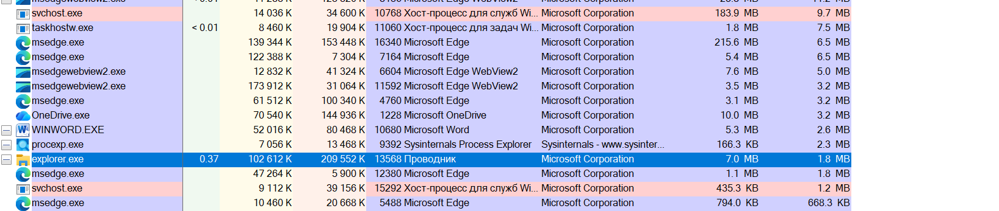 svchost.exe 14 036 K 34 600 K 10768 Хост-процесс для служб Wi... Microsoft Corporation 183.9 MB 9.7 MB
taskhostw.exe < 0.01 8 460 K 19 904 K 11060 Хост-процесс для задач Wi... Microsoft Corporation 1.8 MB 7.5 MB
msedge.exe 139 344 K 153 448 K 16340 Microsoft Edge Microsoft Corporation 215.6 MB 6.5 MB
msedge.exe 122 388 K 7 304 K 7164 Microsoft Edge Microsoft Corporation 5.4 MB 6.5 MB
msedgewebview2.exe 12 832 K 41 324 K 6604 Microsoft Edge WebView2 Microsoft Corporation 7.6 MB 5.0 MB
msedgewebview2.exe 173 912 K 31 064 K 11592 Microsoft Edge WebView2 Microsoft Corporation 3.5 MB 3.2 MB
msedge.exe 61 512 K 100 340 K 4760 Microsoft Edge Microsoft Corporation 3.1 MB 3.2 MB
OneDrive.exe 70 540 K 144 936 K 1228 Microsoft OneDrive Microsoft Corporation 10.0 MB 3.2 MB
WINWORD.EXE 52 016 K 80 468 K 10680 Microsoft Word Microsoft Corporation 5.3 MB 2.6 MB
procexp.exe 7 056 K 13 468 K 9392 Sysinternals Process Explorer Sysinternals - www.sysinter... 166.3 KB 2.3 MB
explorer.exe 0.37 102 612 K 209 552 K 13568 Проводник Microsoft Corporation 7.0 MB 1.8 MB
msedge.exe 47 264 K 5 900 K 12380 Microsoft Edge Microsoft Corporation 1.1 MB 1.8 MB
svchost.exe 9 112 K 39 156 K 15292 Хост-процесс для служб Wi... Microsoft Corporation 435.3 KB 1.2 MB
msedge.exe 10 460 K 20 668 K 5488 Microsoft Edge Microsoft Corporation 794.0 KB 668.3 KB